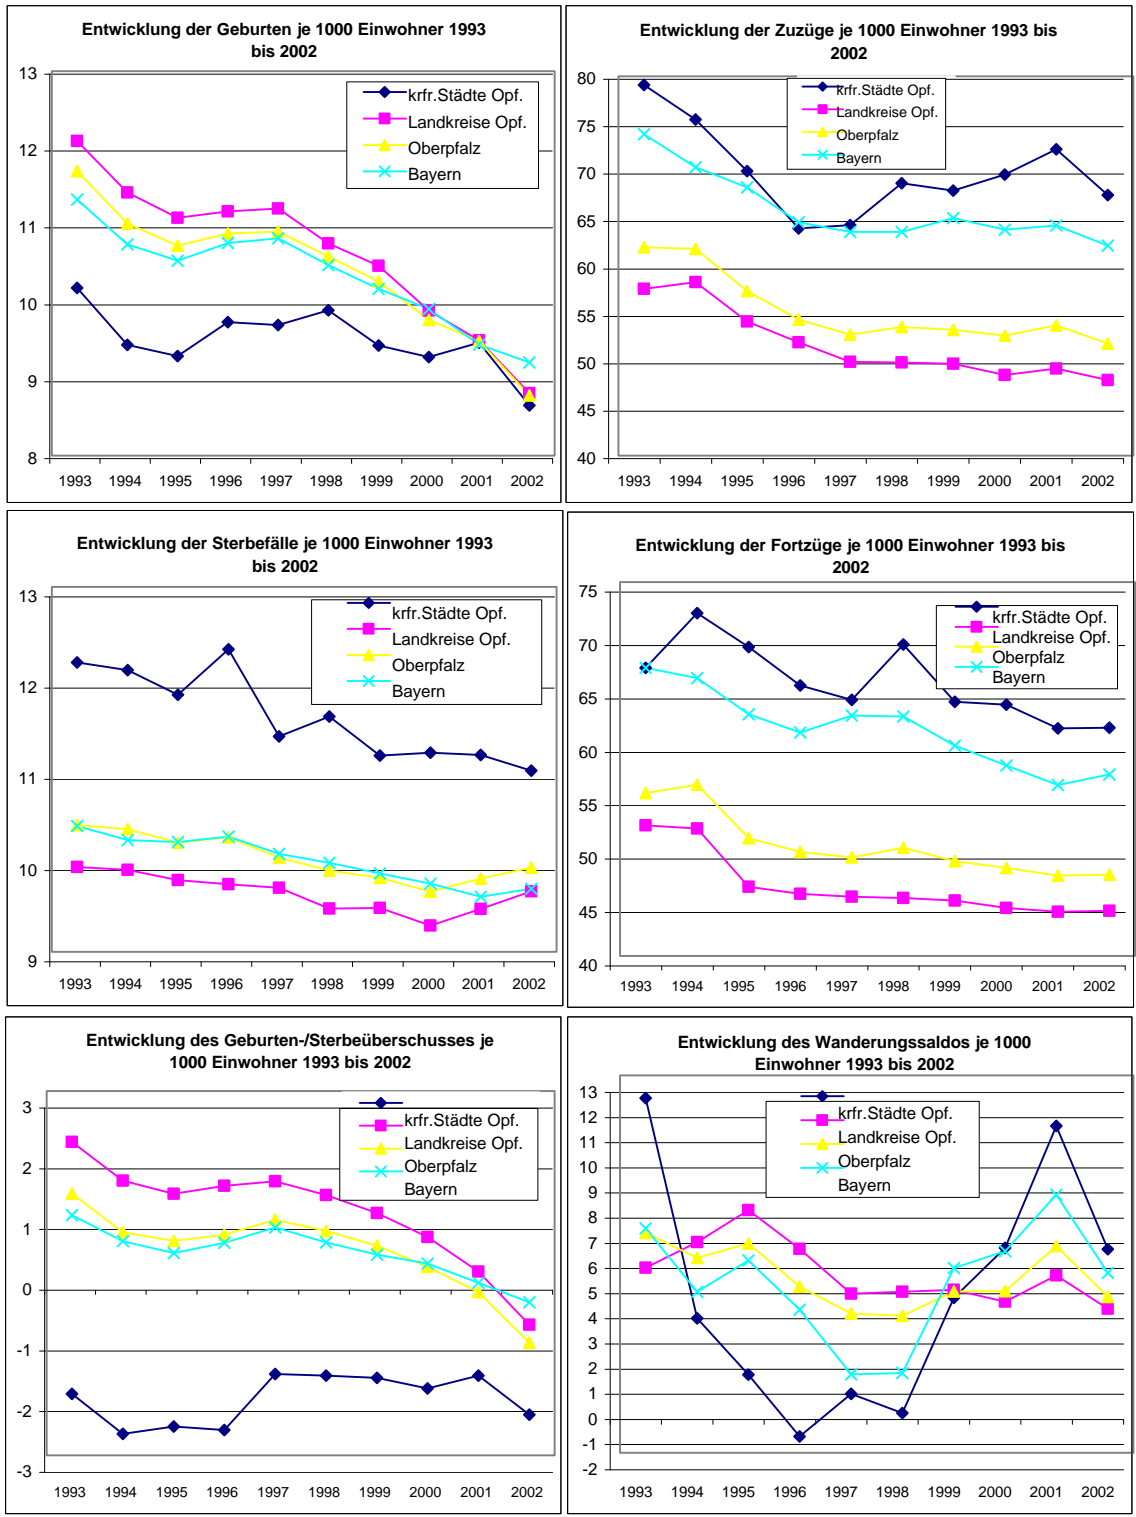 Entwicklung der Geburten je 1000 Einwohner 1993
bis 2002
13
12
11
10
9
8
krfr.Städte Opf.
Landkreise Opf.
Oberpfalz
Bayern
1993 1994 1995 1996 1997 1998 1999 2000 2001 2002
Entwicklung der Zuzüge je 1000 Einwohner 1993 bis
2002
80
75
70
65
60
55
50
45
40
krfr.Städte Opf.
Landkreise Opf.
Oberpfalz
Bayern
1993 1994 1995 1996 1997 1998 1999 2000 2001 2002
Entwicklung der Sterbefälle je 1000 Einwohner 1993
bis 2002
13
12
11
10
9
krfr.Städte Opf.
Landkreise Opf.
Oberpfalz
Bayern
1993 1994 1995 1996 1997 1998 1999 2000 2001 2002
Entwicklung der Fortzüge je 1000 Einwohner 1993 bis
2002
75
70
65
60
55
50
45
40
krfr.Städte Opf.
Landkreise Opf.
Oberpfalz
Bayern
1993 1994 1995 1996 1997 1998 1999 2000 2001 2002
Entwicklung des Geburten-/Sterbeüberschusses je
1000 Einwohner 1993 bis 2002
3
2
1
0
-1
-2
-3
krfr.Städte Opf.
Landkreise Opf.
Oberpfalz
Bayern
1993 1994 1995 1996 1997 1998 1999 2000 2001 2002
Entwicklung des Wanderungssaldos je 1000
Einwohner 1993 bis 2002
13
12
11
10
9
8
7
6
5
4
3
2
1
0
-1
-2
krfr.Städte Opf.
Landkreise Opf.
Oberpfalz
Bayern
1993 1994 1995 1996 1997 1998 1999 2000 2001 2002